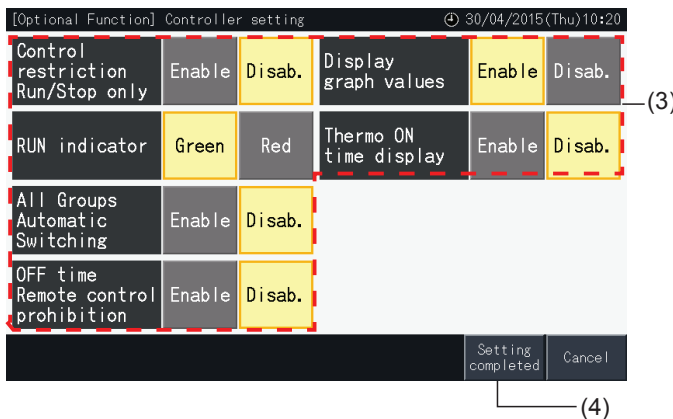 [Optional Function] Controller setting 30/04/2015(Thu)10:20
Control
restriction
Run/Stop only
Enable
Disab.
Display
graph values
Enable
Disab.
(3)
RUN indicator
Green
Red
Thermo ON
time display
Enable
Disab.
All Groups
Automatic
Switching
Enable
Disab.
OFF time
Remote control
prohibition
Enable
Disab.
Setting
completed
Cancel
(4)